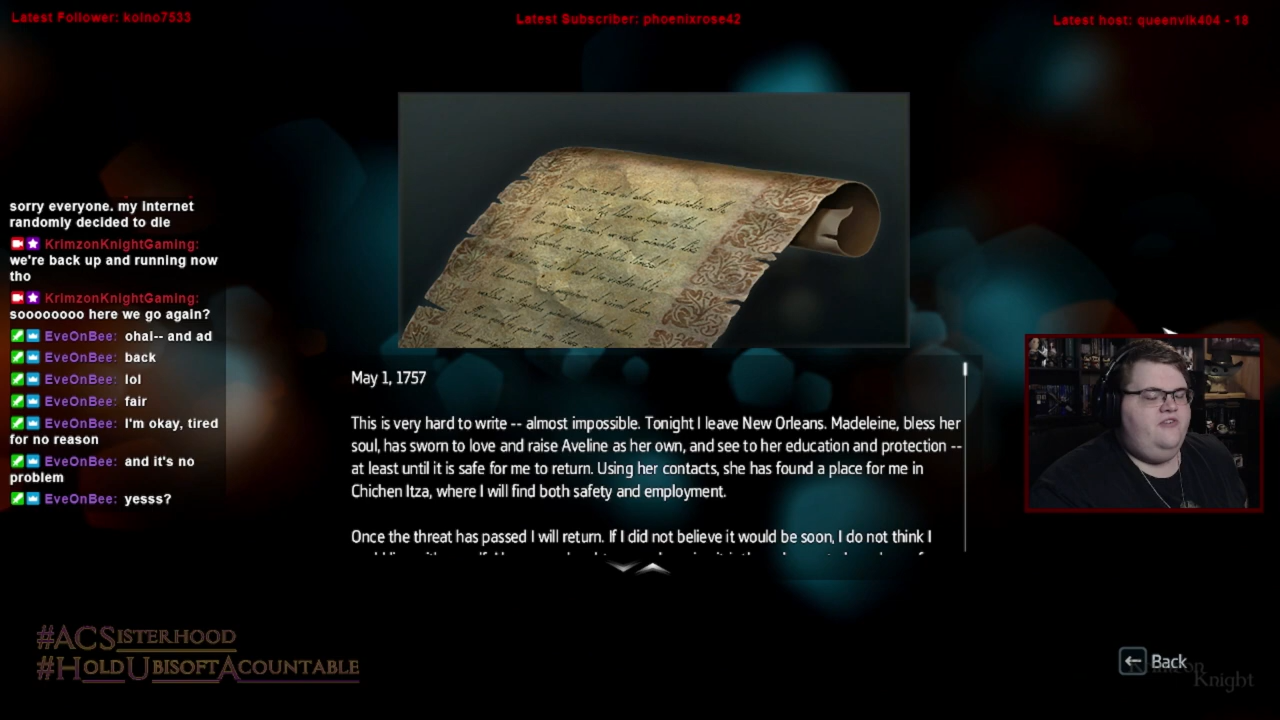 Latest Follower: kolno7533
Latest Subscriber: phoenixrose42
Latest host: queenvik404 - 18
sorry everyone. my internet
randomly decided to die
KrimzonKnightGaming:
we're back up and running now
tho
KrimzonKnightGaming:
soooooooo here we go again?
EveOnBee: ohai-- and ad
EveOnBee: back
EveOnBee: lol
EveOnBee: fair
EveOnBee: I'm okay, tired
for no reason
EveOnBee: and it's no
problem
EveOnBee: yesss?
May 1, 1757
This is very hard to write -- almost impossible. Tonight I leave New Orleans. Madeleine, bless her
soul, has sworn to love and raise Aveline as her own, and see to her education and protection --
at least until it is safe for me to return. Using her contacts, she has found a place for me in
Chichen Itza, where I will find both safety and employment.
Once the threat has passed I will return. If I did not believe it would be soon, I do not think I
#ACSisterhood
#HoldUbisoftAcountable
Back
Knight